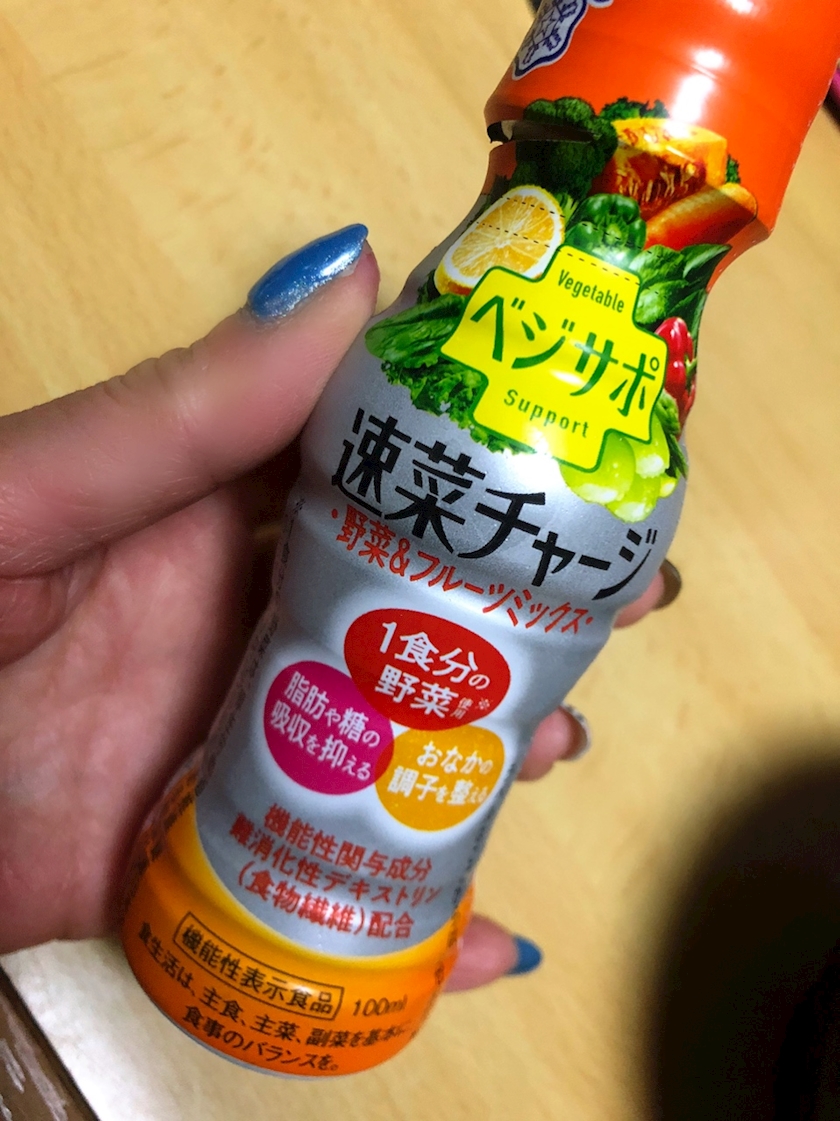 Vegetable
ベジサポ
Support
速菜チャージ
・野菜&フルーツミックス・
1食分の
野菜※使用
脂肪や糖の
吸収を抑える
おなかの
調子を整える
機能性関与成分
難消化性デキストリン
(食物繊維)配合
機能性表示食品 100ml
食生活は、主食、主菜、副菜を基本に
食事のバランスを。